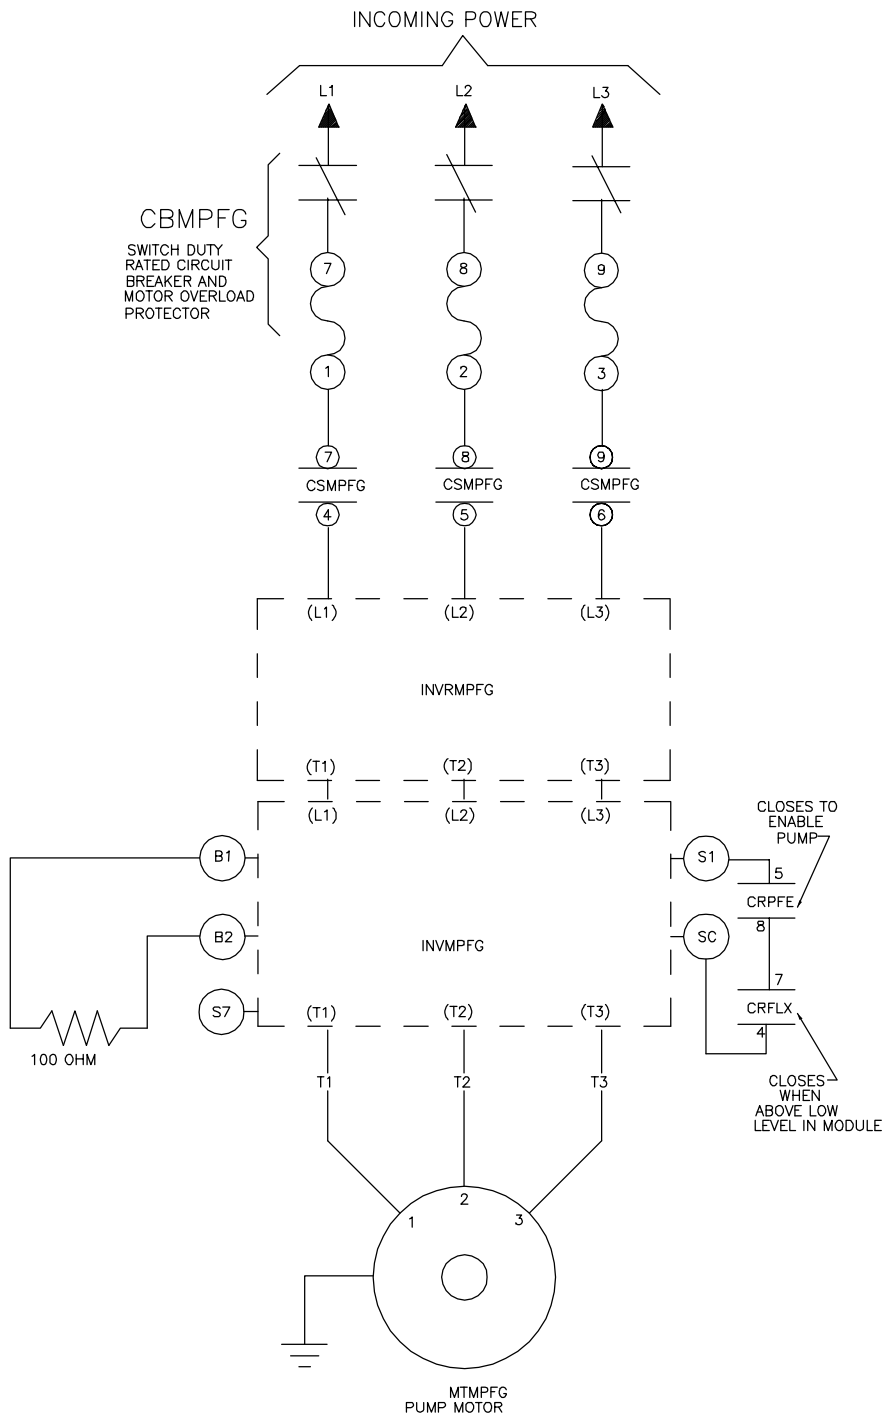 INCOMING POWER
L1 L2 L3
CBMPFG
SWITCH DUTY
RATED CIRCUIT
BREAKER AND
MOTOR OVERLOAD
PROTECTOR
7 8 9
1 2 3
7 8 9
CSMPFG CSMPFG CSMPFG
4 5 6
(L1) (L2) (L3)
INVRMPFG
(T1) (T2) (T3)
(L1) (L2) (L3)
CLOSES TO
ENABLE
PUMP
B1 S1
5
CRPFE
8
B2 SC
INVMPFG
7
CRFLX
4
S7 (T1) (T2) (T3)
100 OHM
CLOSES
WHEN
ABOVE LOW
LEVEL IN MODULE
T1 T2 T3
1 2 3
MTMPFG
PUMP MOTOR